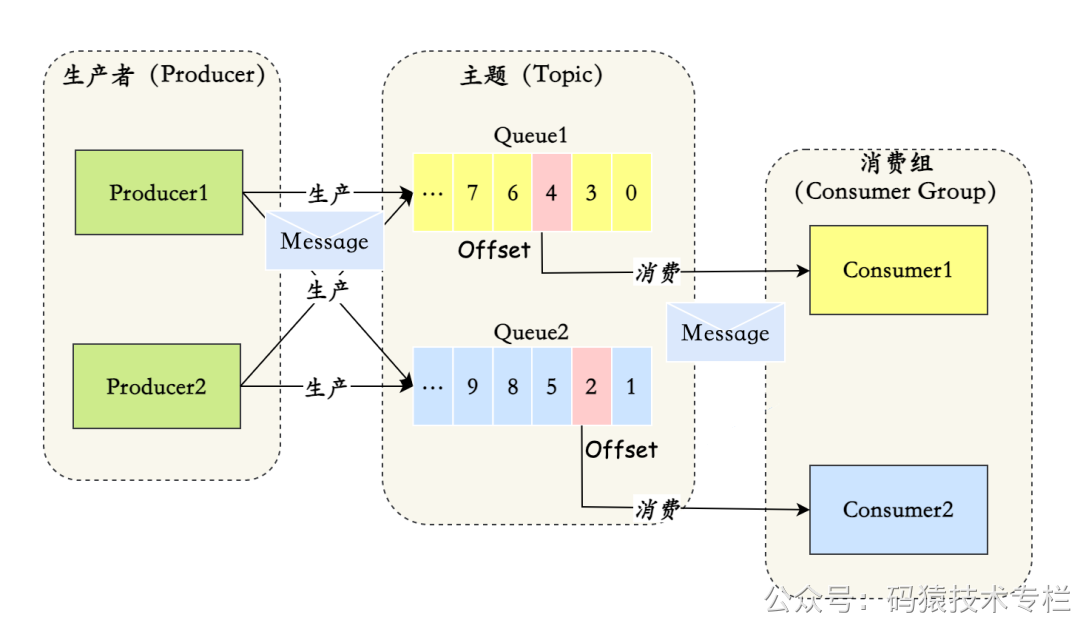 生产者（Producer）
主题（Topic）
Queue1
Producer1
生产
… 7 6 4 3 0
消费组
（Consumer Group）
Message
Offset
消费
Consumer1
生产
Queue2
Message
Producer2
生产
… 9 8 5 2 1
Offset
消费
Consumer2
公众号：码猿技术专栏